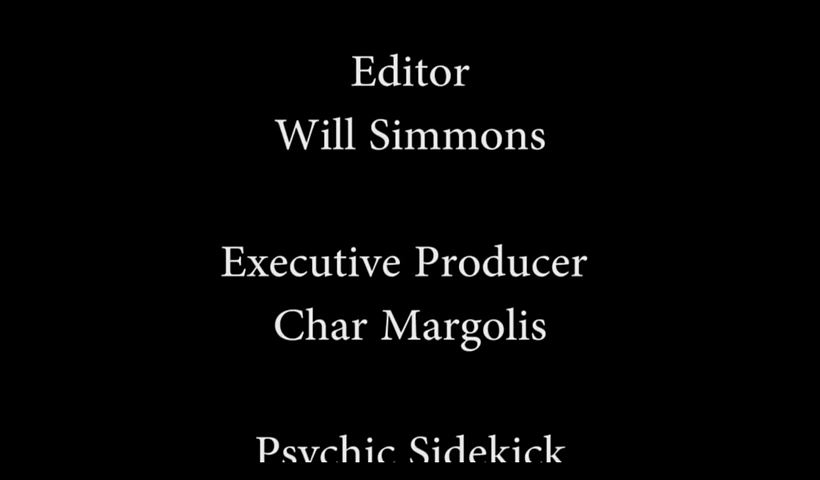 Editor
Will Simmons
Executive Producer
Char Margolis
Psychic Sidekick